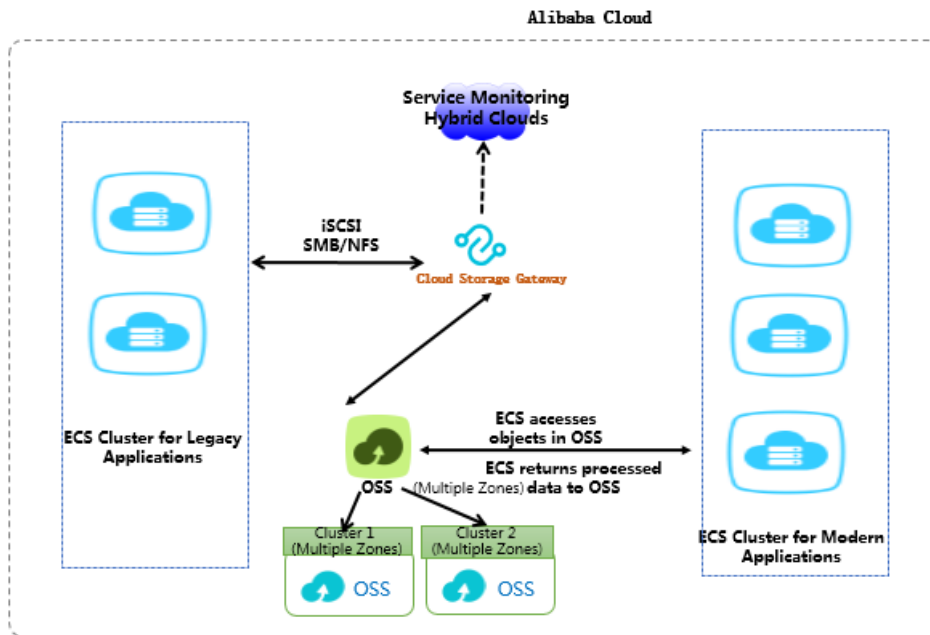 Alibaba Cloud
Service Monitoring
Hybrid Clouds
iSCSI
SMB/NFS
Cloud Storage Gateway
ECS Cluster for Legacy
Applications
ECS accesses
objects in OSS
ECS returns processed
(Multiple Zones) data to OSS
OSS
Cluster 1
(Multiple Zones)
OSS
Cluster 2
(Multiple Zones)
OSS
ECS Cluster for Modern
Applications